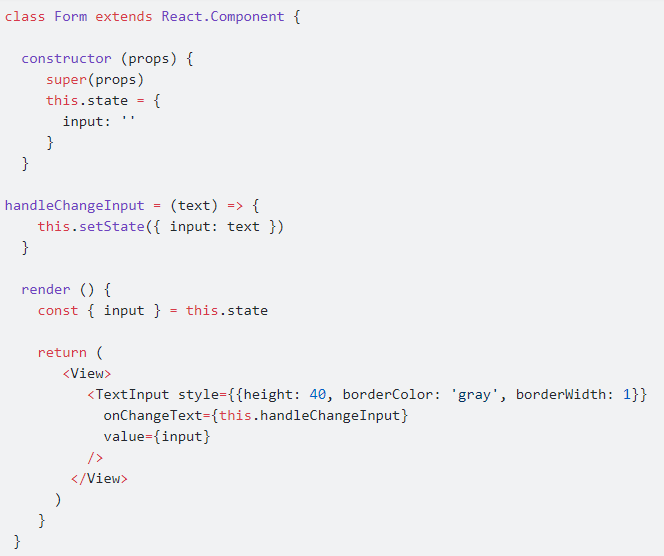 class Form extends React.Component {
constructor (props) {
super(props)
this.state = {
input: ''
}
}
handleChangeInput = (text) => {
this.setState({ input: text })
}
render () {
const { input } = this.state
return (
<View>
<TextInput style={{height: 40, borderColor: 'gray', borderWidth: 1}}
onChangeText={this.handleChangeInput}
value={input}
/>
</View>
)
}
}